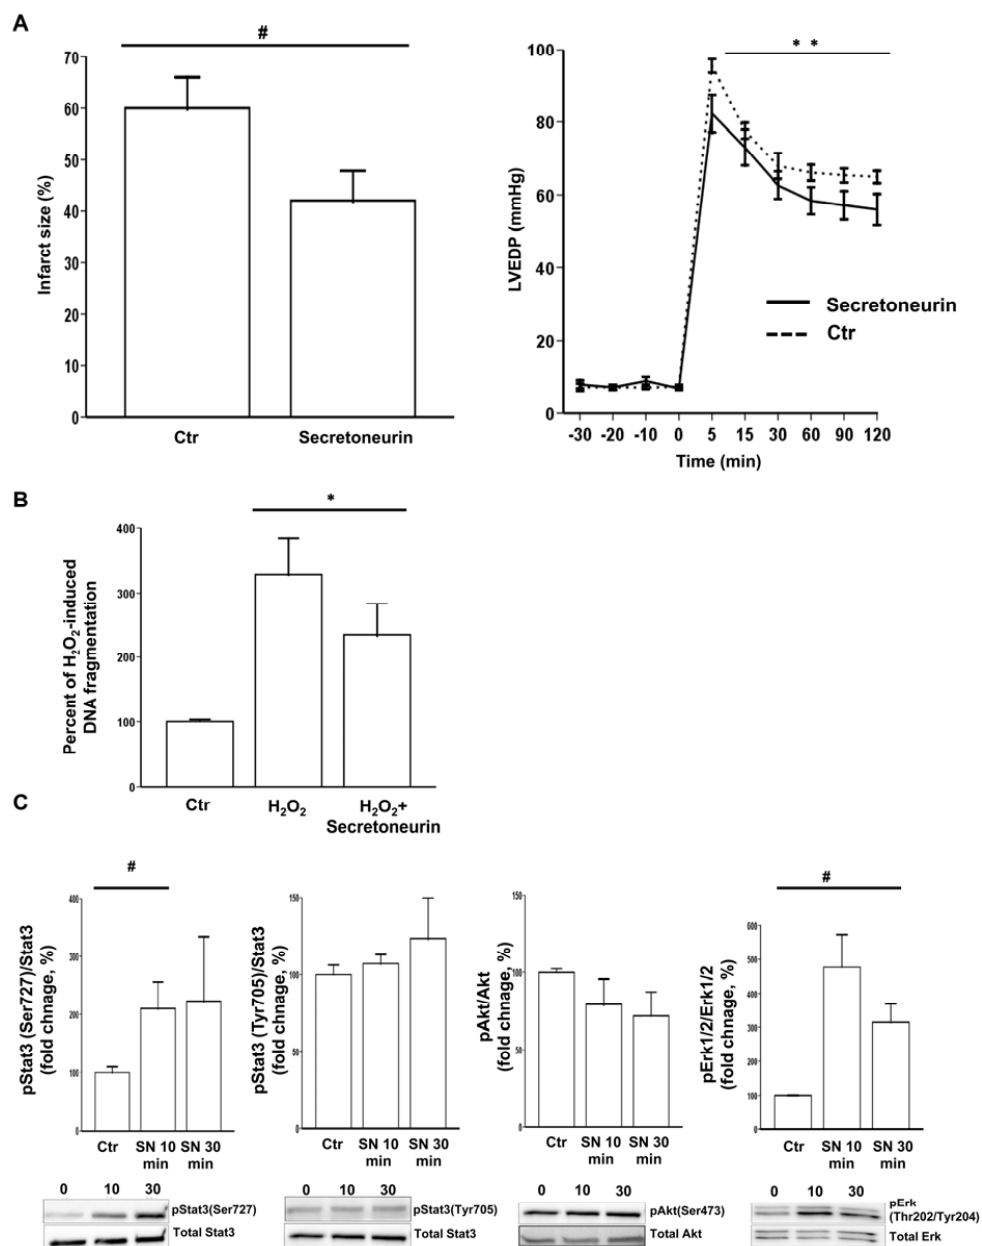 A
#
Infarct size (%)
70
60
50
40
30
20
10
0
Ctr
Secretoneurin
* *
LVEDP (mmHg)
100
80
60
40
20
0
Secretoneurin
Ctr
-30 -20 -10 0 5 15 30 60 90 120
Time (min)
B
*
Percent of H₂O₂-induced
DNA fragmentation
400
300
200
100
0
Ctr
H₂O₂
H₂O₂+
Secretoneurin
C
#
pStat3 (Ser727)/Stat3
(fold chnage, %)
400
300
200
100
0
Ctr SN 10 SN 30
min min
0 10 30
pStat3(Ser727)
Total Stat3
pStat3 (Tyr705)/Stat3
(fold chnage, %)
150
100
50
0
Ctr SN 10 SN 30
min min
0 10 30
pStat3(Tyr705)
Total Stat3
pAkt/Akt
(fold chnage, %)
150
100
50
0
Ctr SN 10 SN 30
min min
0 10 30
pAkt(Ser473)
Total Akt
#
pErk1/2/Erk1/2
(fold chnage, %)
600
500
400
300
200
100
0
Ctr SN 10 SN 30
min min
0 10 30
pErk
(Thr202/Tyr204)
Total Erk